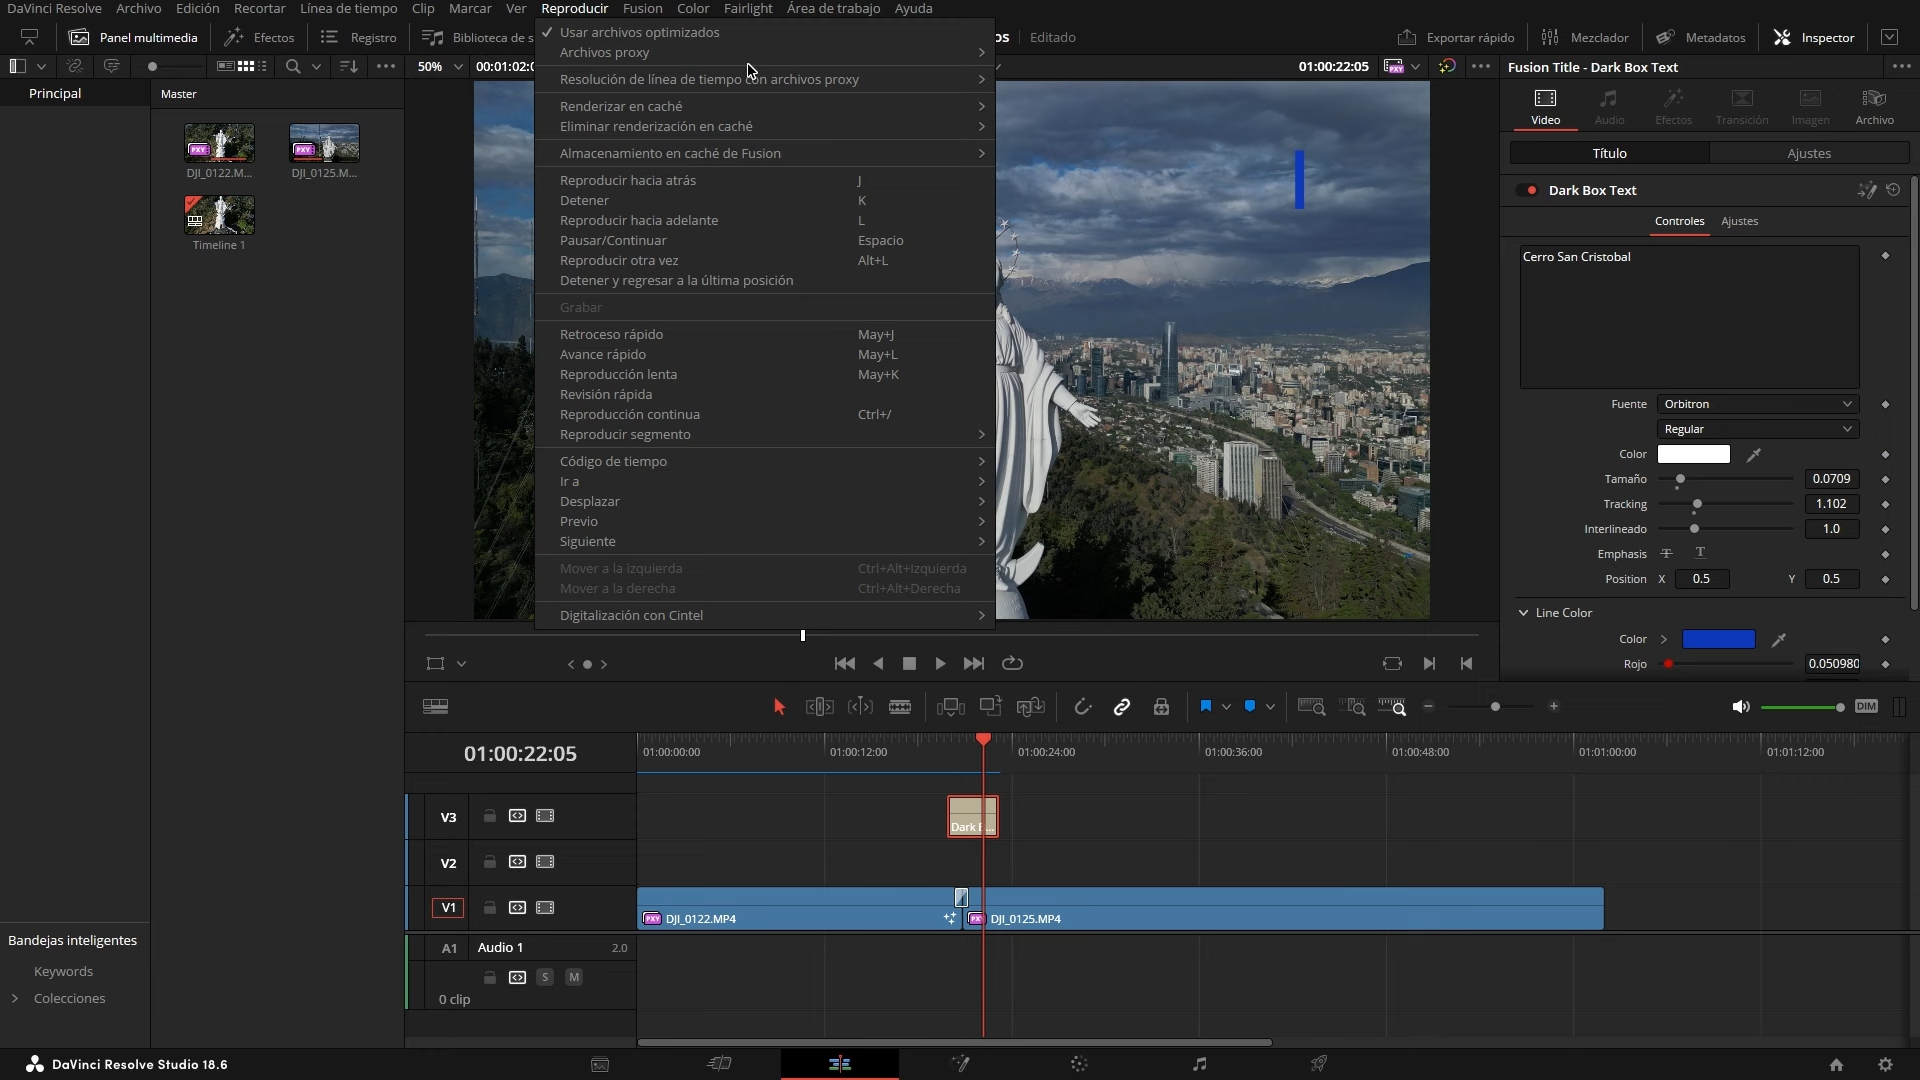 DaVinci Resolve Archivo Edición Recortar Línea de tiempo Clip Marcar Ver Reproducir Fusion Color Fairlight Área de trabajo Ayuda
Panel multimedia Efectos Registro Biblioteca de s os Editado Exportar rápido Mezclador Metadatos Inspector
50% 00:01:02:0 01:00:22:05 Fusion Title - Dark Box Text
Principal
Master
DJI_0122.M...
DJI_0125.M...
Timeline 1
Usar archivos optimizados
Archivos proxy
Resolución de línea de tiempo con archivos proxy
Renderizar en caché
Eliminar renderización en caché
Almacenamiento en caché de Fusion
Reproducir hacia atrás J
Detener K
Reproducir hacia adelante L
Pausar/Continuar Espacio
Reproducir otra vez Alt+L
Detener y regresar a la última posición
Grabar
Retroceso rápido May+J
Avance rápido May+L
Reproducción lenta May+K
Revisión rápida
Reproducción continua Ctrl+/
Reproducir segmento
Código de tiempo
Ir a
Desplazar
Previo
Siguiente
Mover a la izquierda Ctrl+Alt+Izquierda
Mover a la derecha Ctrl+Alt+Derecha
Digitalización con Cintel
Video Audio Efectos Transición Imagen Archivo
Título Ajustes
Dark Box Text
Controles Ajustes
Cerro San Cristobal
Fuente Orbitron
Regular
Color
Tamaño 0.0709
Tracking 1.102
Interlineado 1.0
Emphasis T T
Position X 0.5 Y 0.5
Line Color
Color
Rojo 0.050980
DIM
01:00:22:05
01:00:00:00 01:00:12:00 01:00:24:00 01:00:36:00 01:00:48:00 01:01:00:00 01:01:12:00
V3
Dark B...
V2
V1
PXY DJI_0122.MP4 PXY DJI_0125.MP4
A1 Audio 1 2.0
S M
0 clip
Bandejas inteligentes
Keywords
Colecciones
DaVinci Resolve Studio 18.6